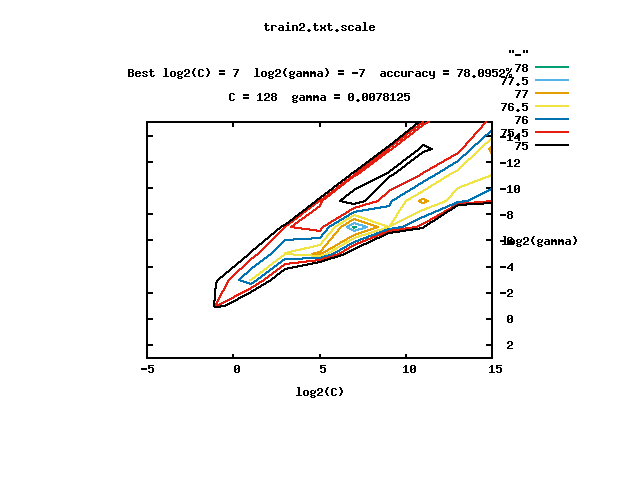 train2.txt.scale
"-"
Best log2(C) = 7  log2(gamma) = -7  accuracy = 78.0952%
78
77.5
C = 128  gamma = 0.0078125
77
76.5
76
75.5
-14
75
-12
-10
-8
-6
log2(gamma)
-4
-2
0
2
-5 0 5 10 15
log2(C)